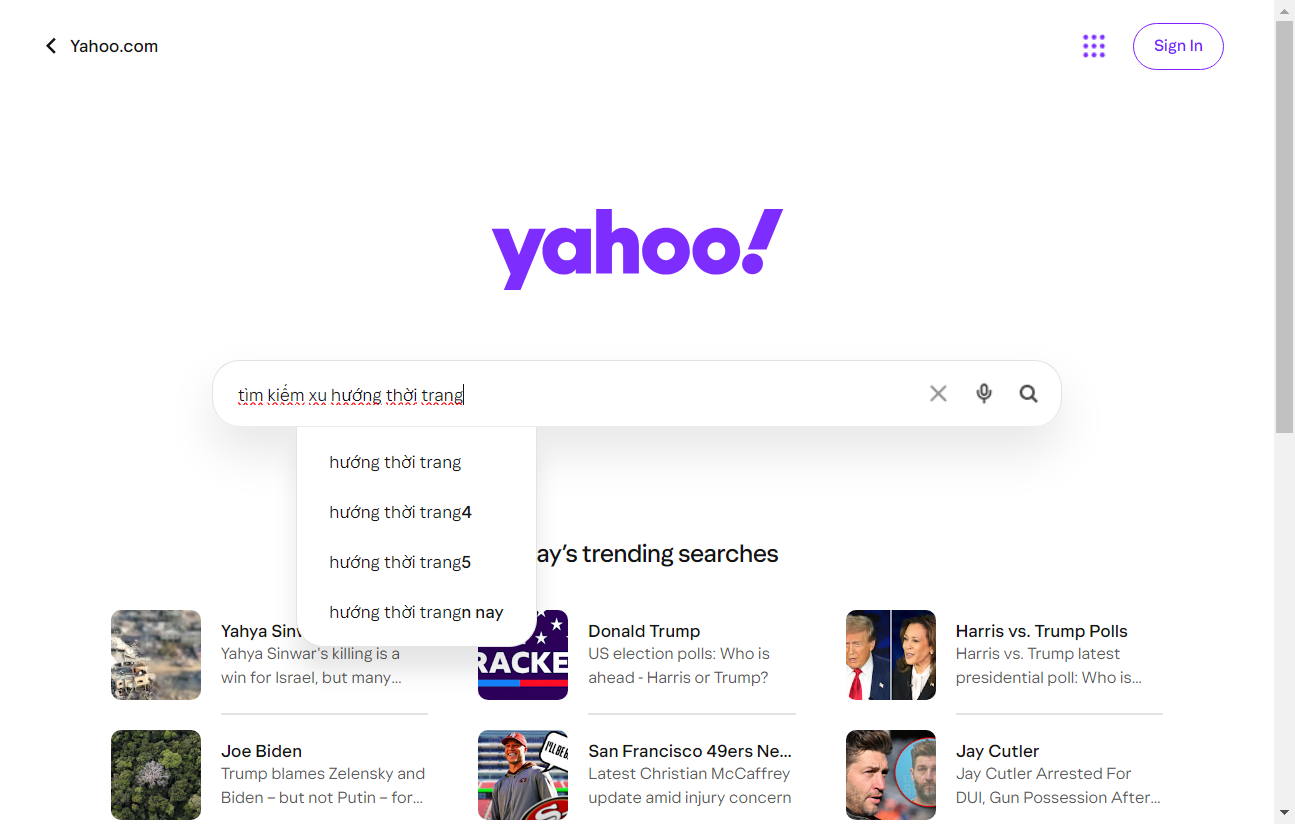 Yahoo.com
Sign In
yahoo!
tìm kiếm xu hướng thời trang
hướng thời trang
hướng thời trang4
hướng thời trang5
hướng thời trangn nay
ay's trending searches
Yahya Sinw
Yahya Sinwar's killing is a
win for Israel, but many...
RACKE
Donald Trump
US election polls: Who is
ahead - Harris or Trump?
Harris vs. Trump Polls
Harris vs. Trump latest
presidential poll: Who is...
Joe Biden
Trump blames Zelensky and
Biden – but not Putin – for...
I'LL BE B
San Francisco 49ers Ne...
Latest Christian McCaffrey
update amid injury concern
Jay Cutler
Jay Cutler Arrested For
DUI, Gun Possession After...